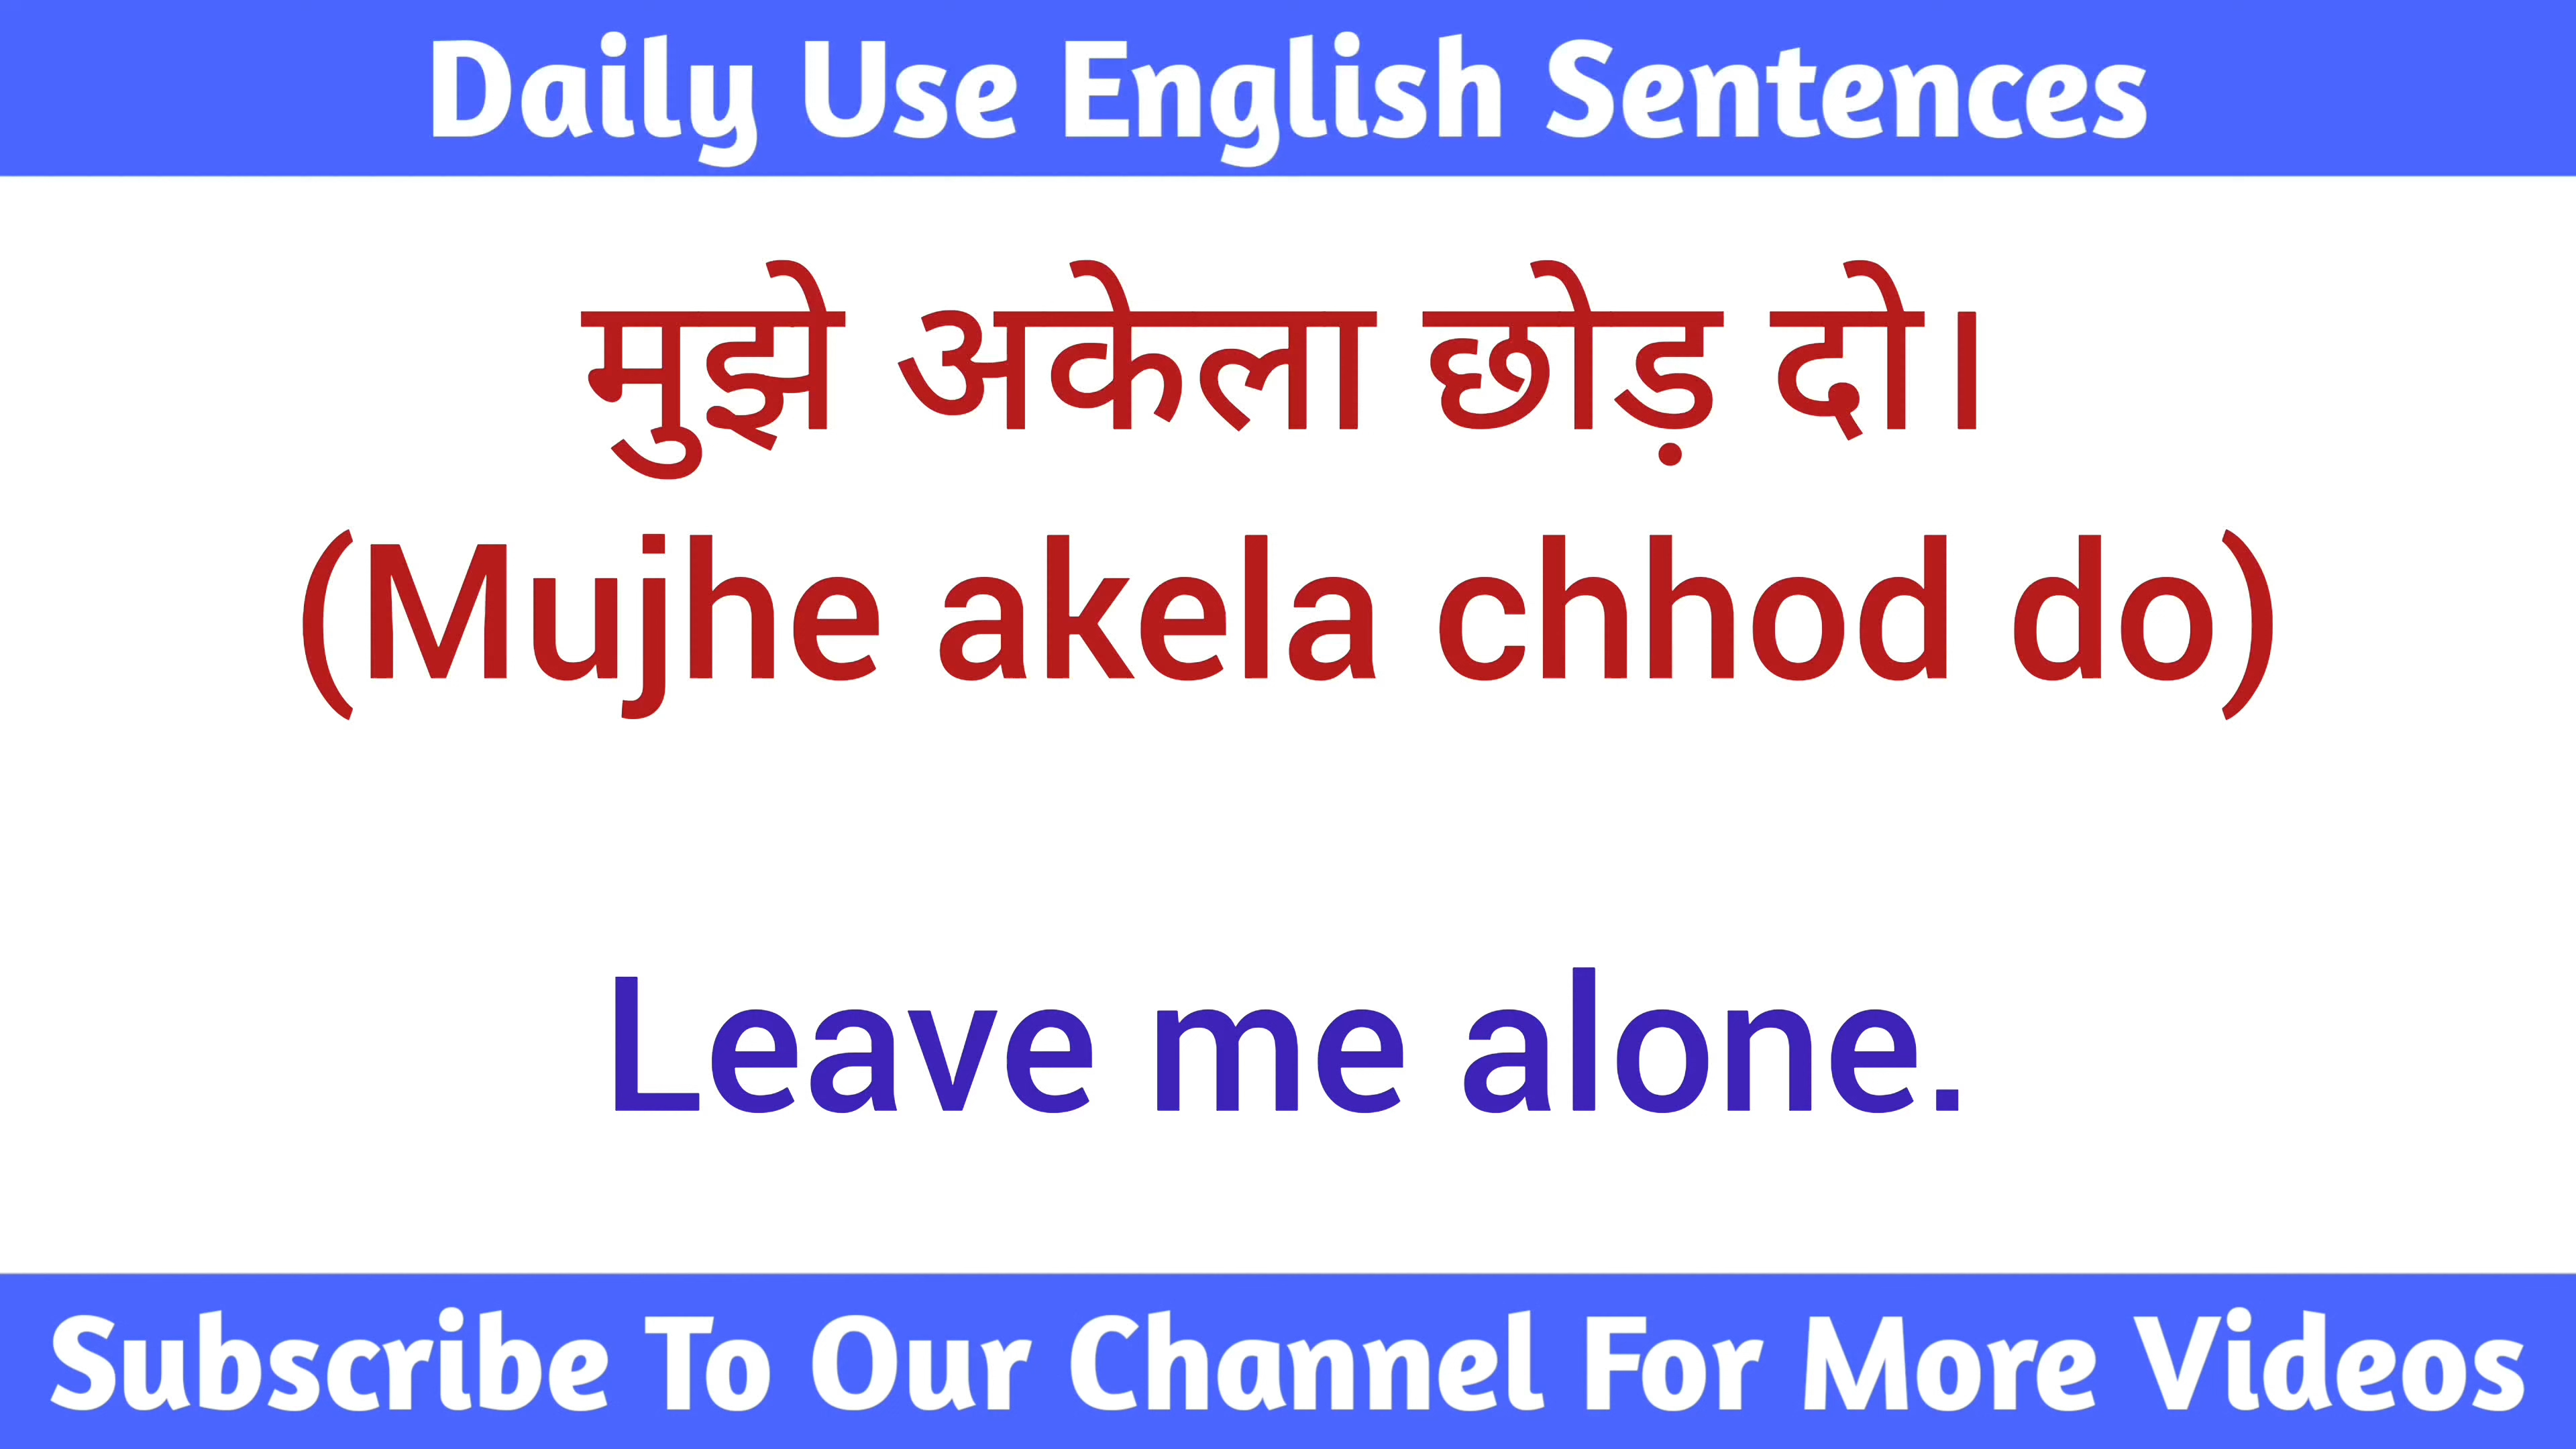 Daily Use English Sentences
मुझे अकेला छोड़ दो।
(Mujhe akela chhod do)
Leave me alone.
Subscribe To Our Channel For More Videos